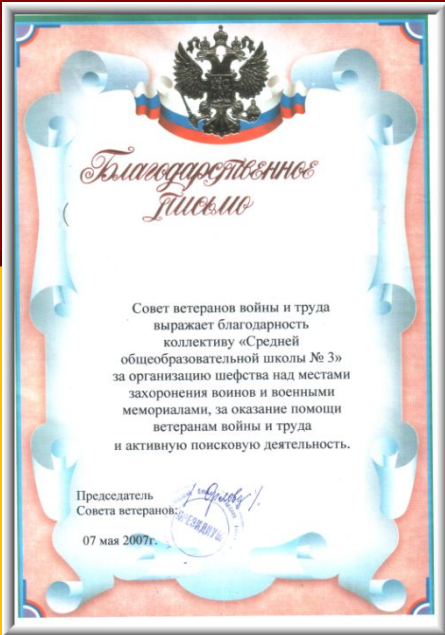 Благодарственное
письмо
Совет ветеранов войны и труда
выражает благодарность
коллективу «Средней
общеобразовательной школы № 3»
за организацию шефства над местами
захоронения воинов и военными
мемориалами, за оказание помощи
ветеранам войны и труда
и активную поисковую деятельность.
Председатель
Совета ветеранов:
07 мая 2007г.